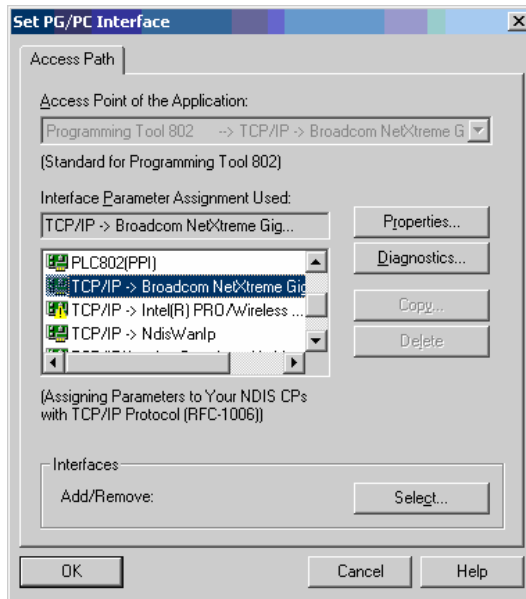 Set PG/PC Interface
Access Path
Access Point of the Application:
Programming Tool 802 --> TCP/IP -> Broadcom NetXtreme G
(Standard for Programming Tool 802)
Interface Parameter Assignment Used:
TCP/IP -> Broadcom NetXtreme Gig...
Properties...
PLC802(PPI)
Diagnostics...
TCP/IP -> Broadcom NetXtreme Gig
TCP/IP -> Intel(R) PRO/Wireless ...
Copy...
TCP/IP -> NdisWanIp
Delete
(Assigning Parameters to Your NDIS CPs
with TCP/IP Protocol (RFC-1006))
Interfaces
Add/Remove:
Select...
OK
Cancel
Help